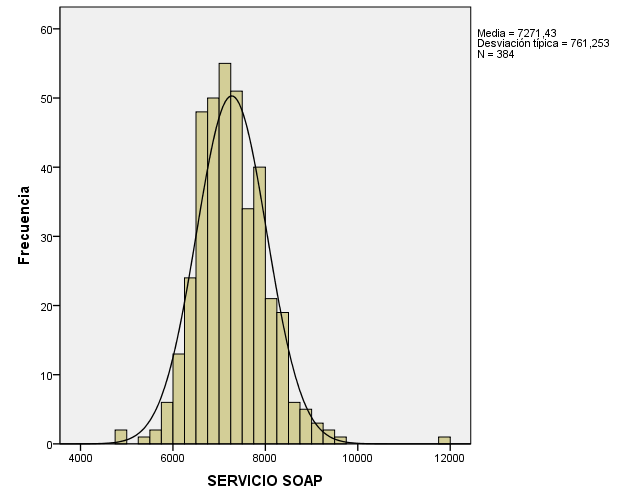 Media = 7271,43
Desviación típica = 761,253
N = 384
60
50
40
30
20
10
0
Frecuencia
4000
6000
8000
10000
12000
SERVICIO SOAP